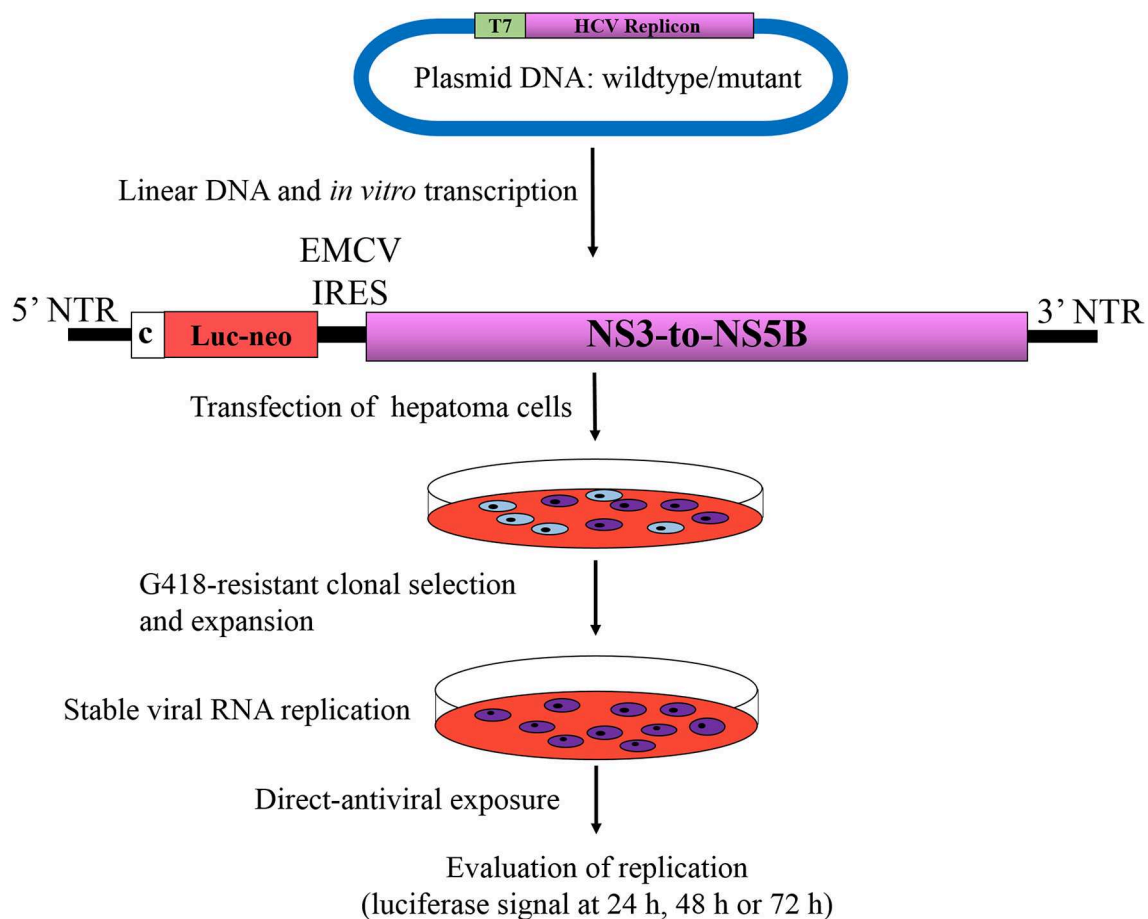 T7 HCV Replicon
Plasmid DNA: wildtype/mutant
Linear DNA and in vitro transcription
EMCV
IRES
5’ NTR
3’ NTR
c
Luc-neo
NS3-to-NS5B
Transfection of hepatoma cells
G418-resistant clonal selection
and expansion
Stable viral RNA replication
Direct-antiviral exposure
Evaluation of replication
(luciferase signal at 24 h, 48 h or 72 h)